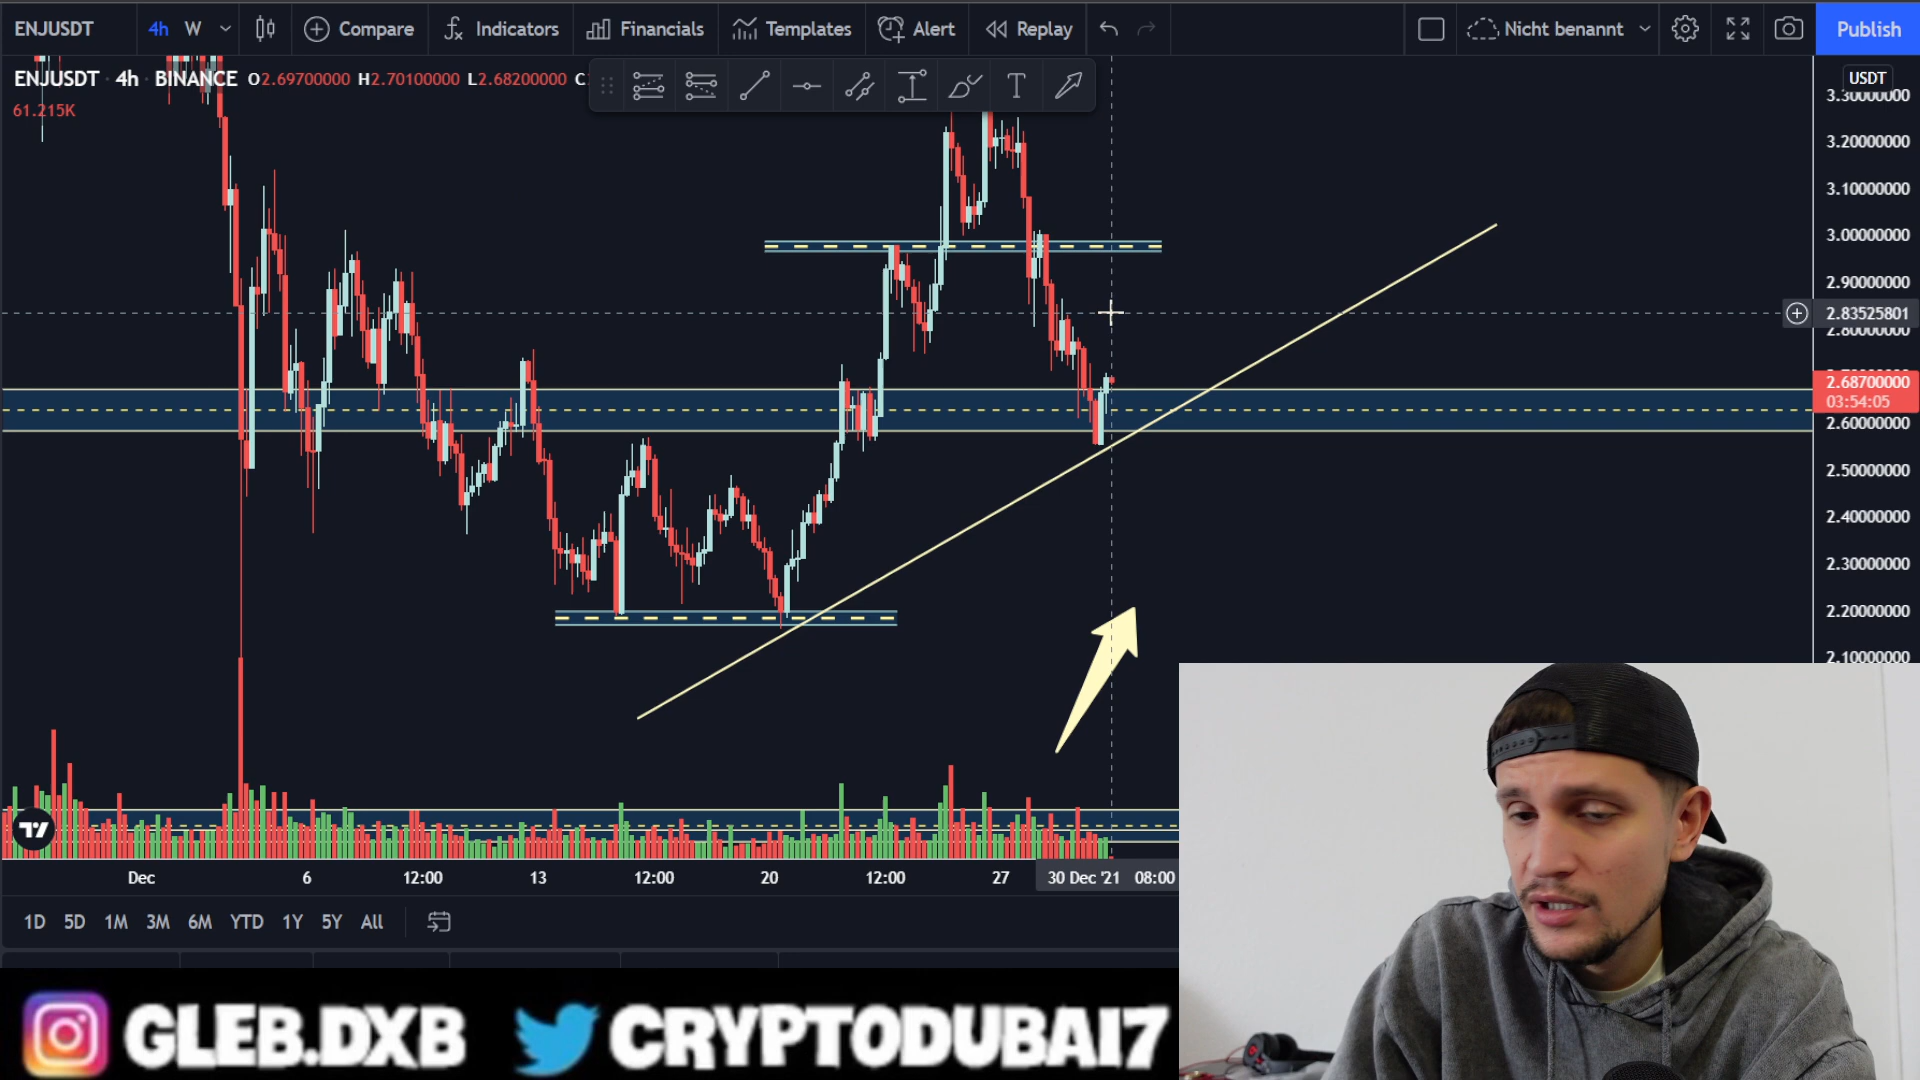 ENJUSDT 4h W Compare Indicators Financials Templates Alert Replay Nicht benannt Publish
ENJUSDT · 4h · BINANCE O2.69700000 H2.70100000 L2.68200000 C
61.215K
USDT
3.30000000
3.20000000
3.10000000
3.00000000
2.90000000
2.83525801
2.80000000
2.68700000
03:54:05
2.60000000
2.50000000
2.40000000
2.30000000
2.20000000
2.10000000
Dec 6 12:00 13 12:00 20 12:00 27 30 Dec '21 08:00
1D 5D 1M 3M 6M YTD 1Y 5Y All
GLEB.DXB CRYPTODUBAI7